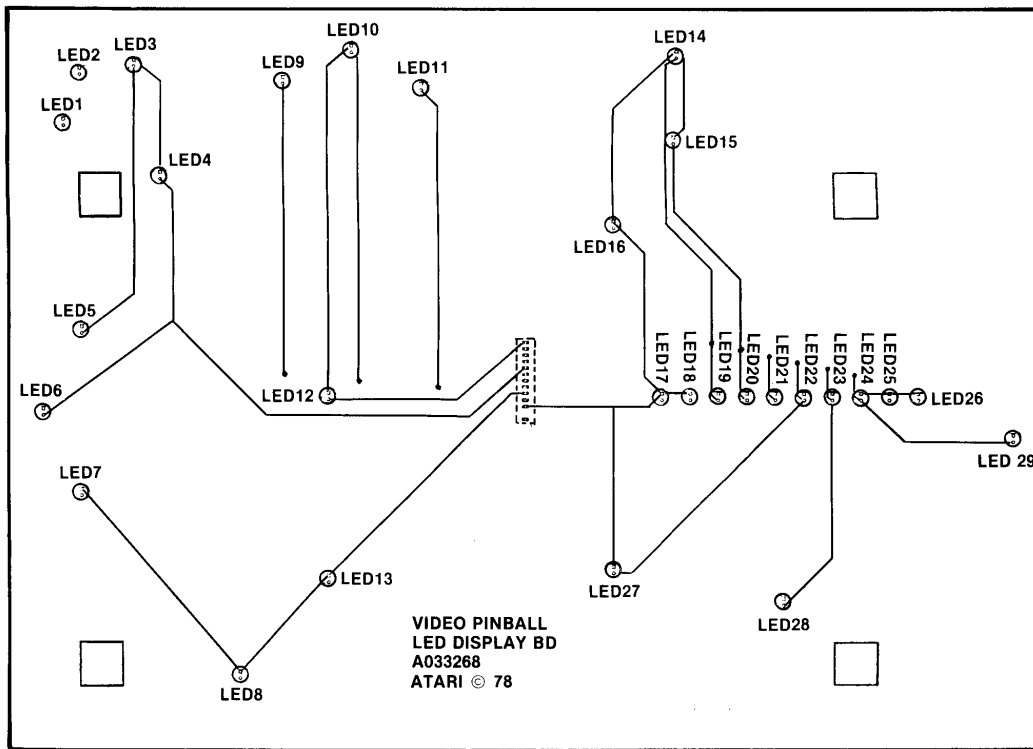 LED1
LED2
LED3
LED4
LED5
LED6
LED7
LED8
LED9
LED10
LED11
LED12
LED13
LED14
LED15
LED16
LED17
LED18
LED19
LED20
LED21
LED22
LED23
LED24
LED25
LED26
LED27
LED28
LED 29
VIDEO PINBALL
LED DISPLAY BD
A033268
ATARI © 78